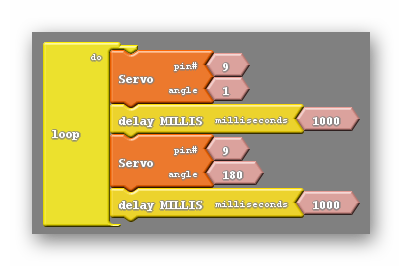 do
Servo pin# 9
angle 1
delay MILLIS milliseconds 1000
loop
Servo pin# 9
angle 180
delay MILLIS milliseconds 1000